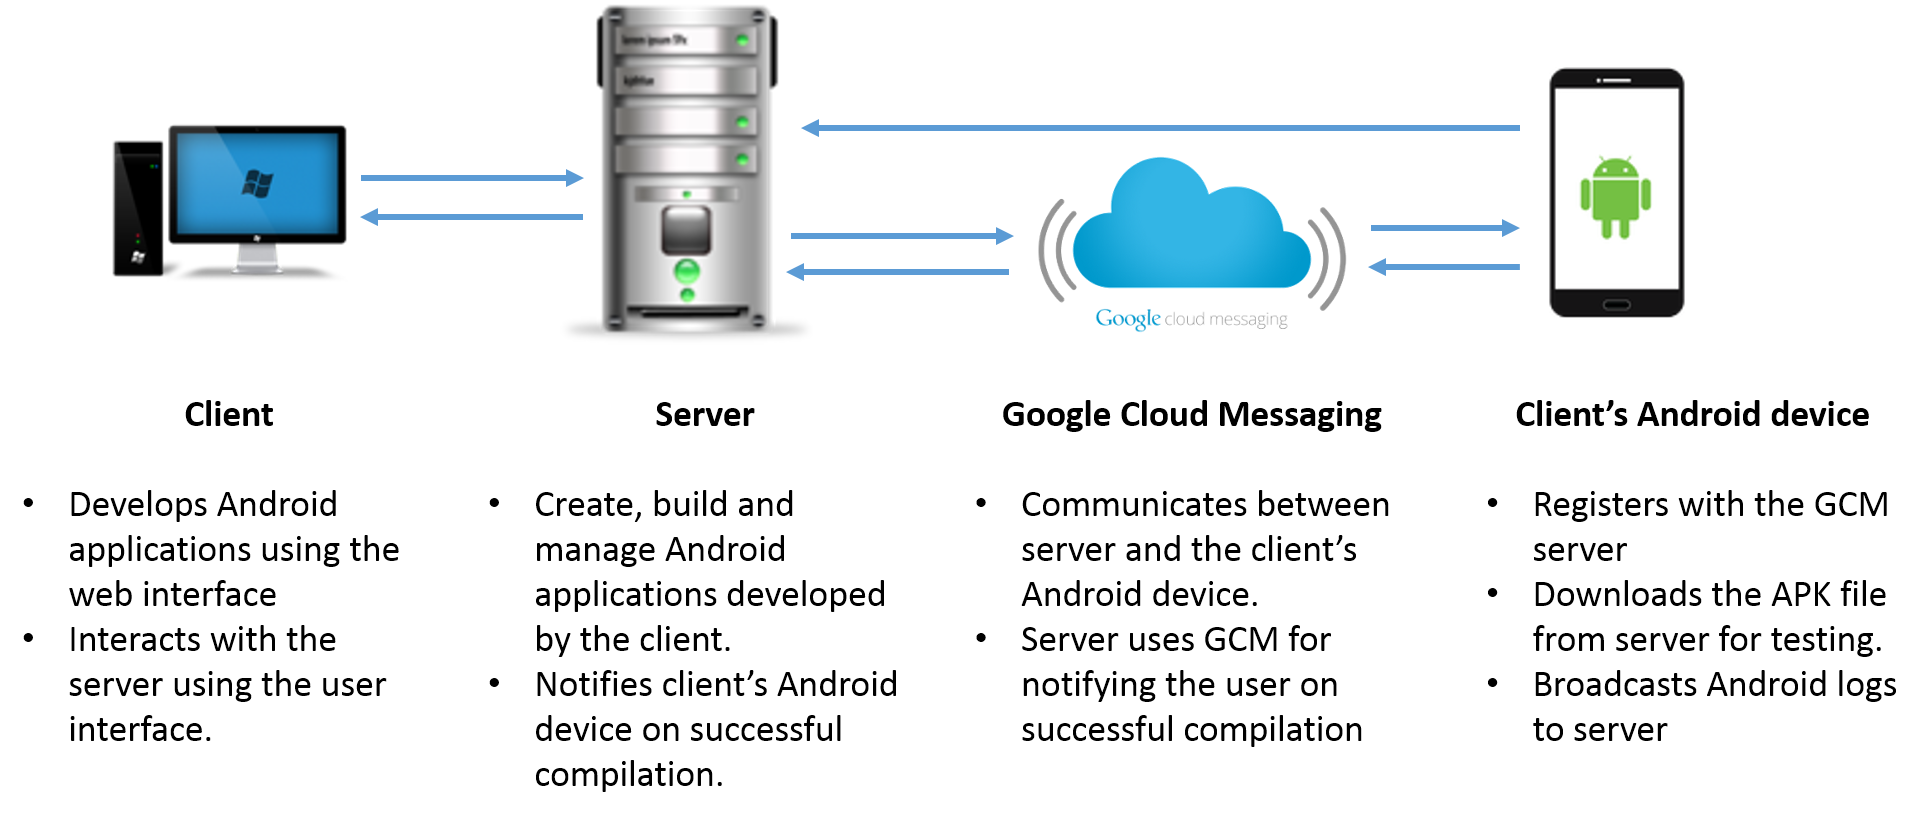 lorem ipsum
Google cloud messaging
Client
Server
Google Cloud Messaging
Client's Android device
• Develops Android
applications using the
web interface
• Interacts with the
server using the user
interface.
• Create, build and
manage Android
applications developed
by the client.
• Notifies client's Android
device on successful
compilation.
• Communicates between
server and the client's
Android device.
• Server uses GCM for
notifying the user on
successful compilation
• Registers with the GCM
server
• Downloads the APK file
from server for testing.
• Broadcasts Android logs
to server